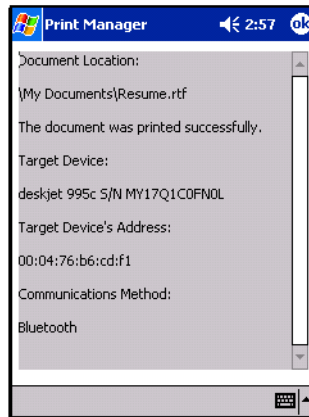 Print Manager 2:57 ok
Document Location:
\My Documents\Resume.rtf
The document was printed successfully.
Target Device:
deskjet 995c S/N MY17Q1C0FN0L
Target Device's Address:
00:04:76:b6:cd:f1
Communications Method:
Bluetooth